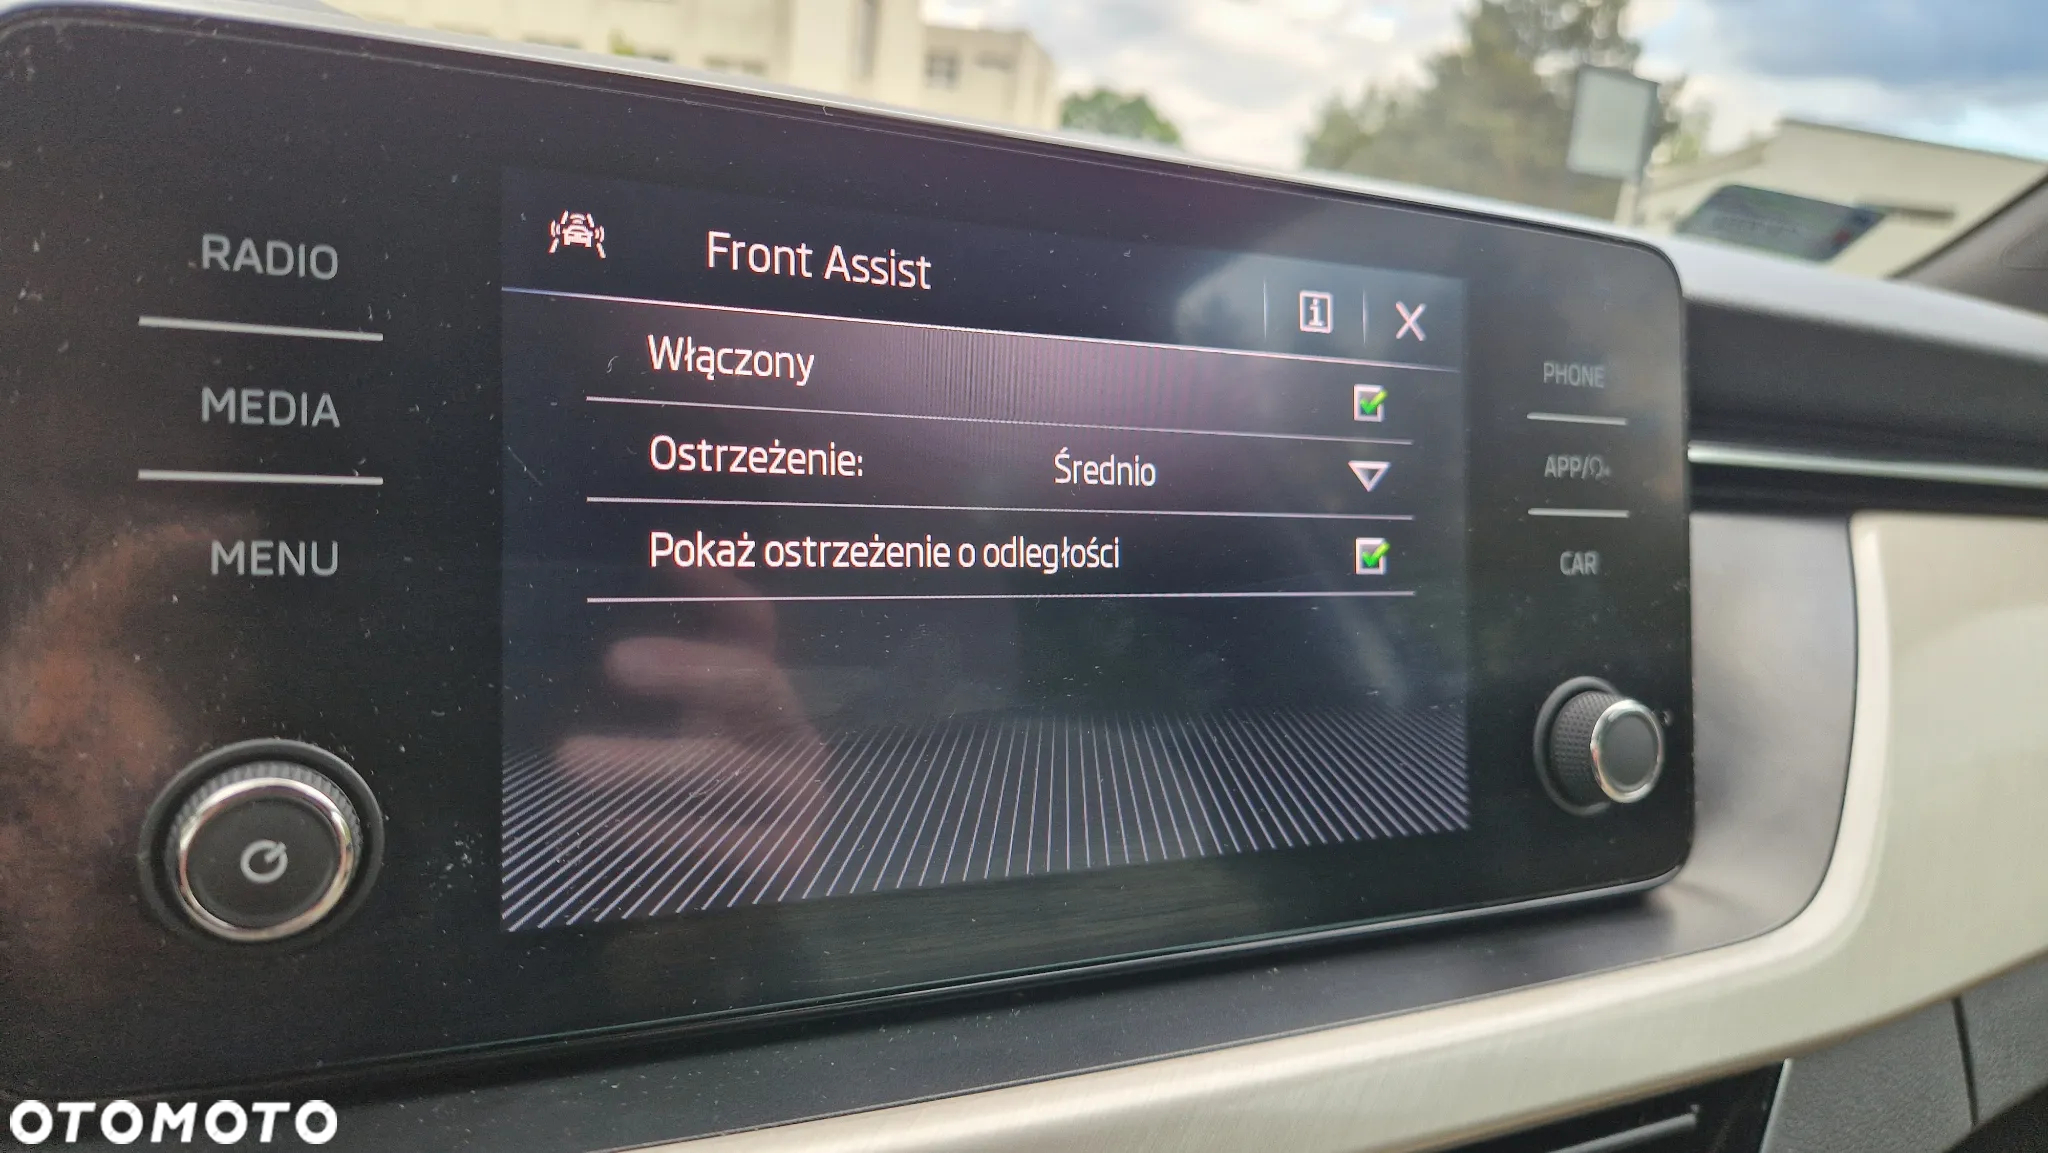 RADIO
MEDIA
MENU
Front Assist
Włączony
Ostrzeżenie: Średnio
Pokaż ostrzeżenie o odległości
PHONE
APP/
CAR
OTOMOTO